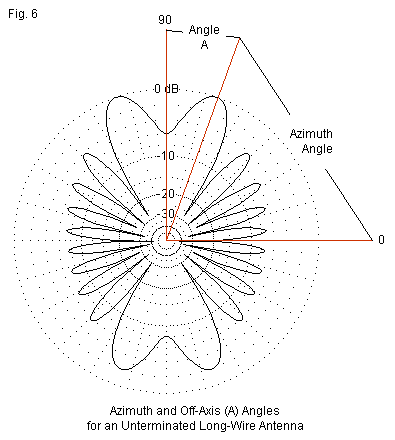 Fig. 6
90
Angle
A
0 dB
Azimuth
Angle
-10
-20
-30
0
Azimuth and Off-Axis (A) Angles
for an Unterminated Long-Wire Antenna